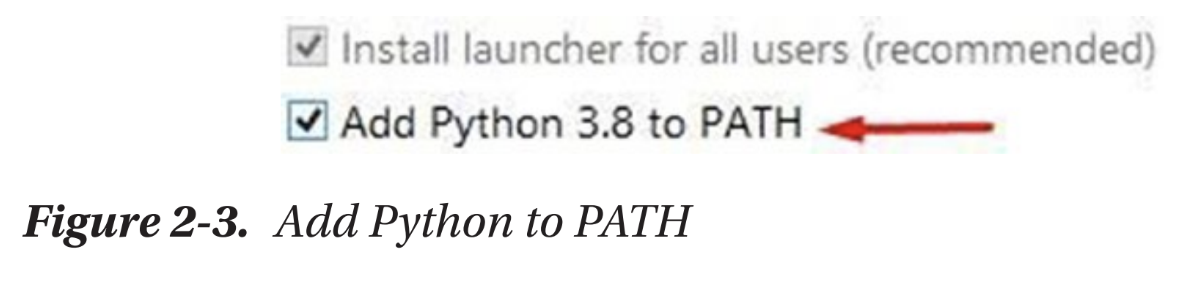 Install launcher for all users (recommended)
Add Python 3.8 to PATH
Figure 2-3. Add Python to PATH